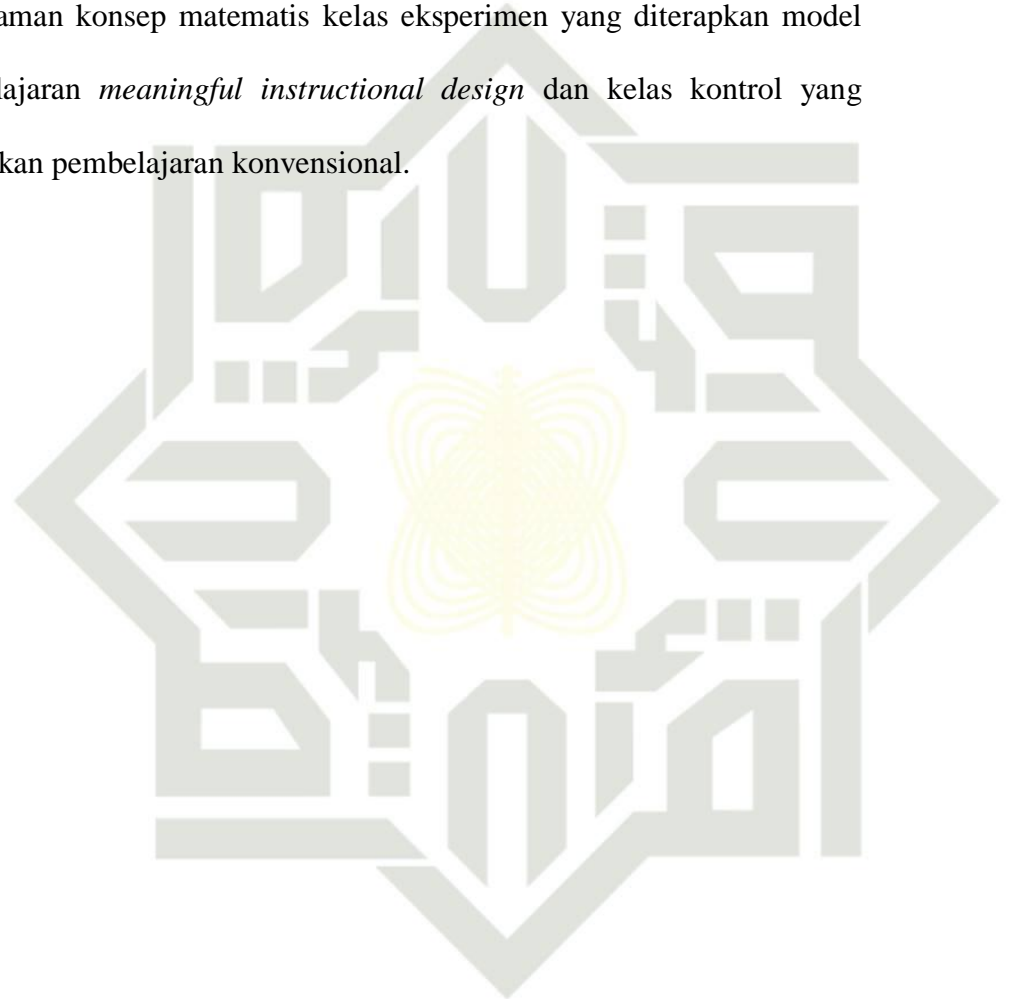 aman konsep matematis kelas eksperimen yang diterapkan model
lajaran meaningful instructional design dan kelas kontrol yang
kan pembelajaran konvensional.